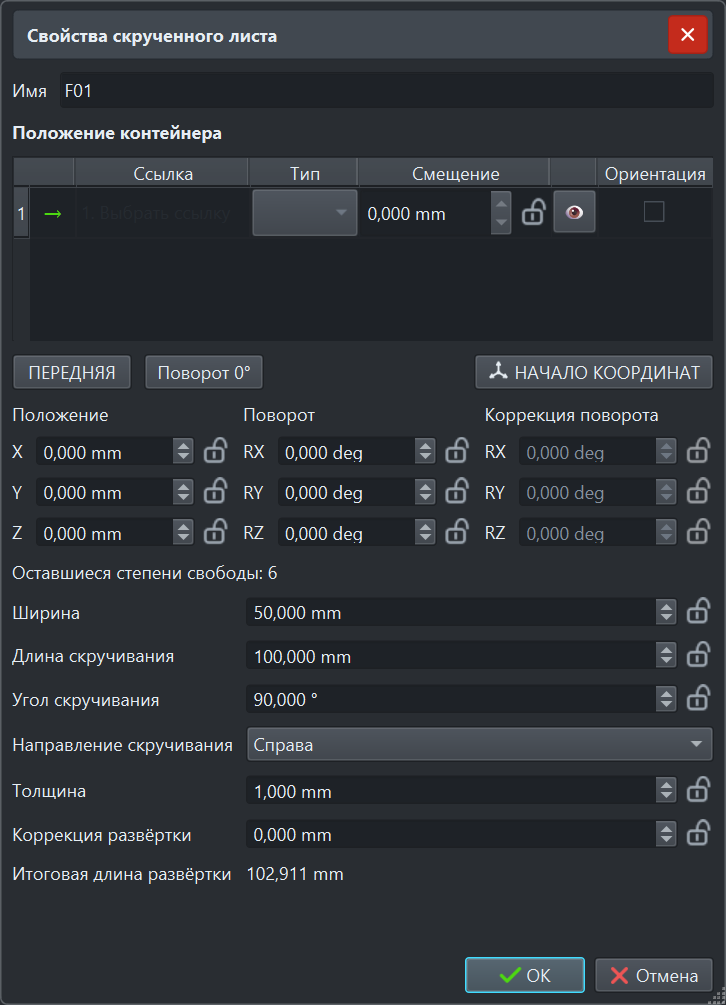 Свойства скрученного листа
Имя F01
Положение контейнера
Ссылка Тип Смещение Ориентация
1 1. Выбрать ссылку 0,000 mm
ПЕРЕДНЯЯ Поворот 0° НАЧАЛО КООРДИНАТ
Положение Поворот Коррекция поворота
X 0,000 mm RX 0,000 deg RX 0,000 deg
Y 0,000 mm RY 0,000 deg RY 0,000 deg
Z 0,000 mm RZ 0,000 deg RZ 0,000 deg
Оставшиеся степени свободы: 6
Ширина 50,000 mm
Длина скручивания 100,000 mm
Угол скручивания 90,000 °
Направление скручивания Справа
Толщина 1,000 mm
Коррекция развёртки 0,000 mm
Итоговая длина развёртки 102,911 mm
OK Отмена